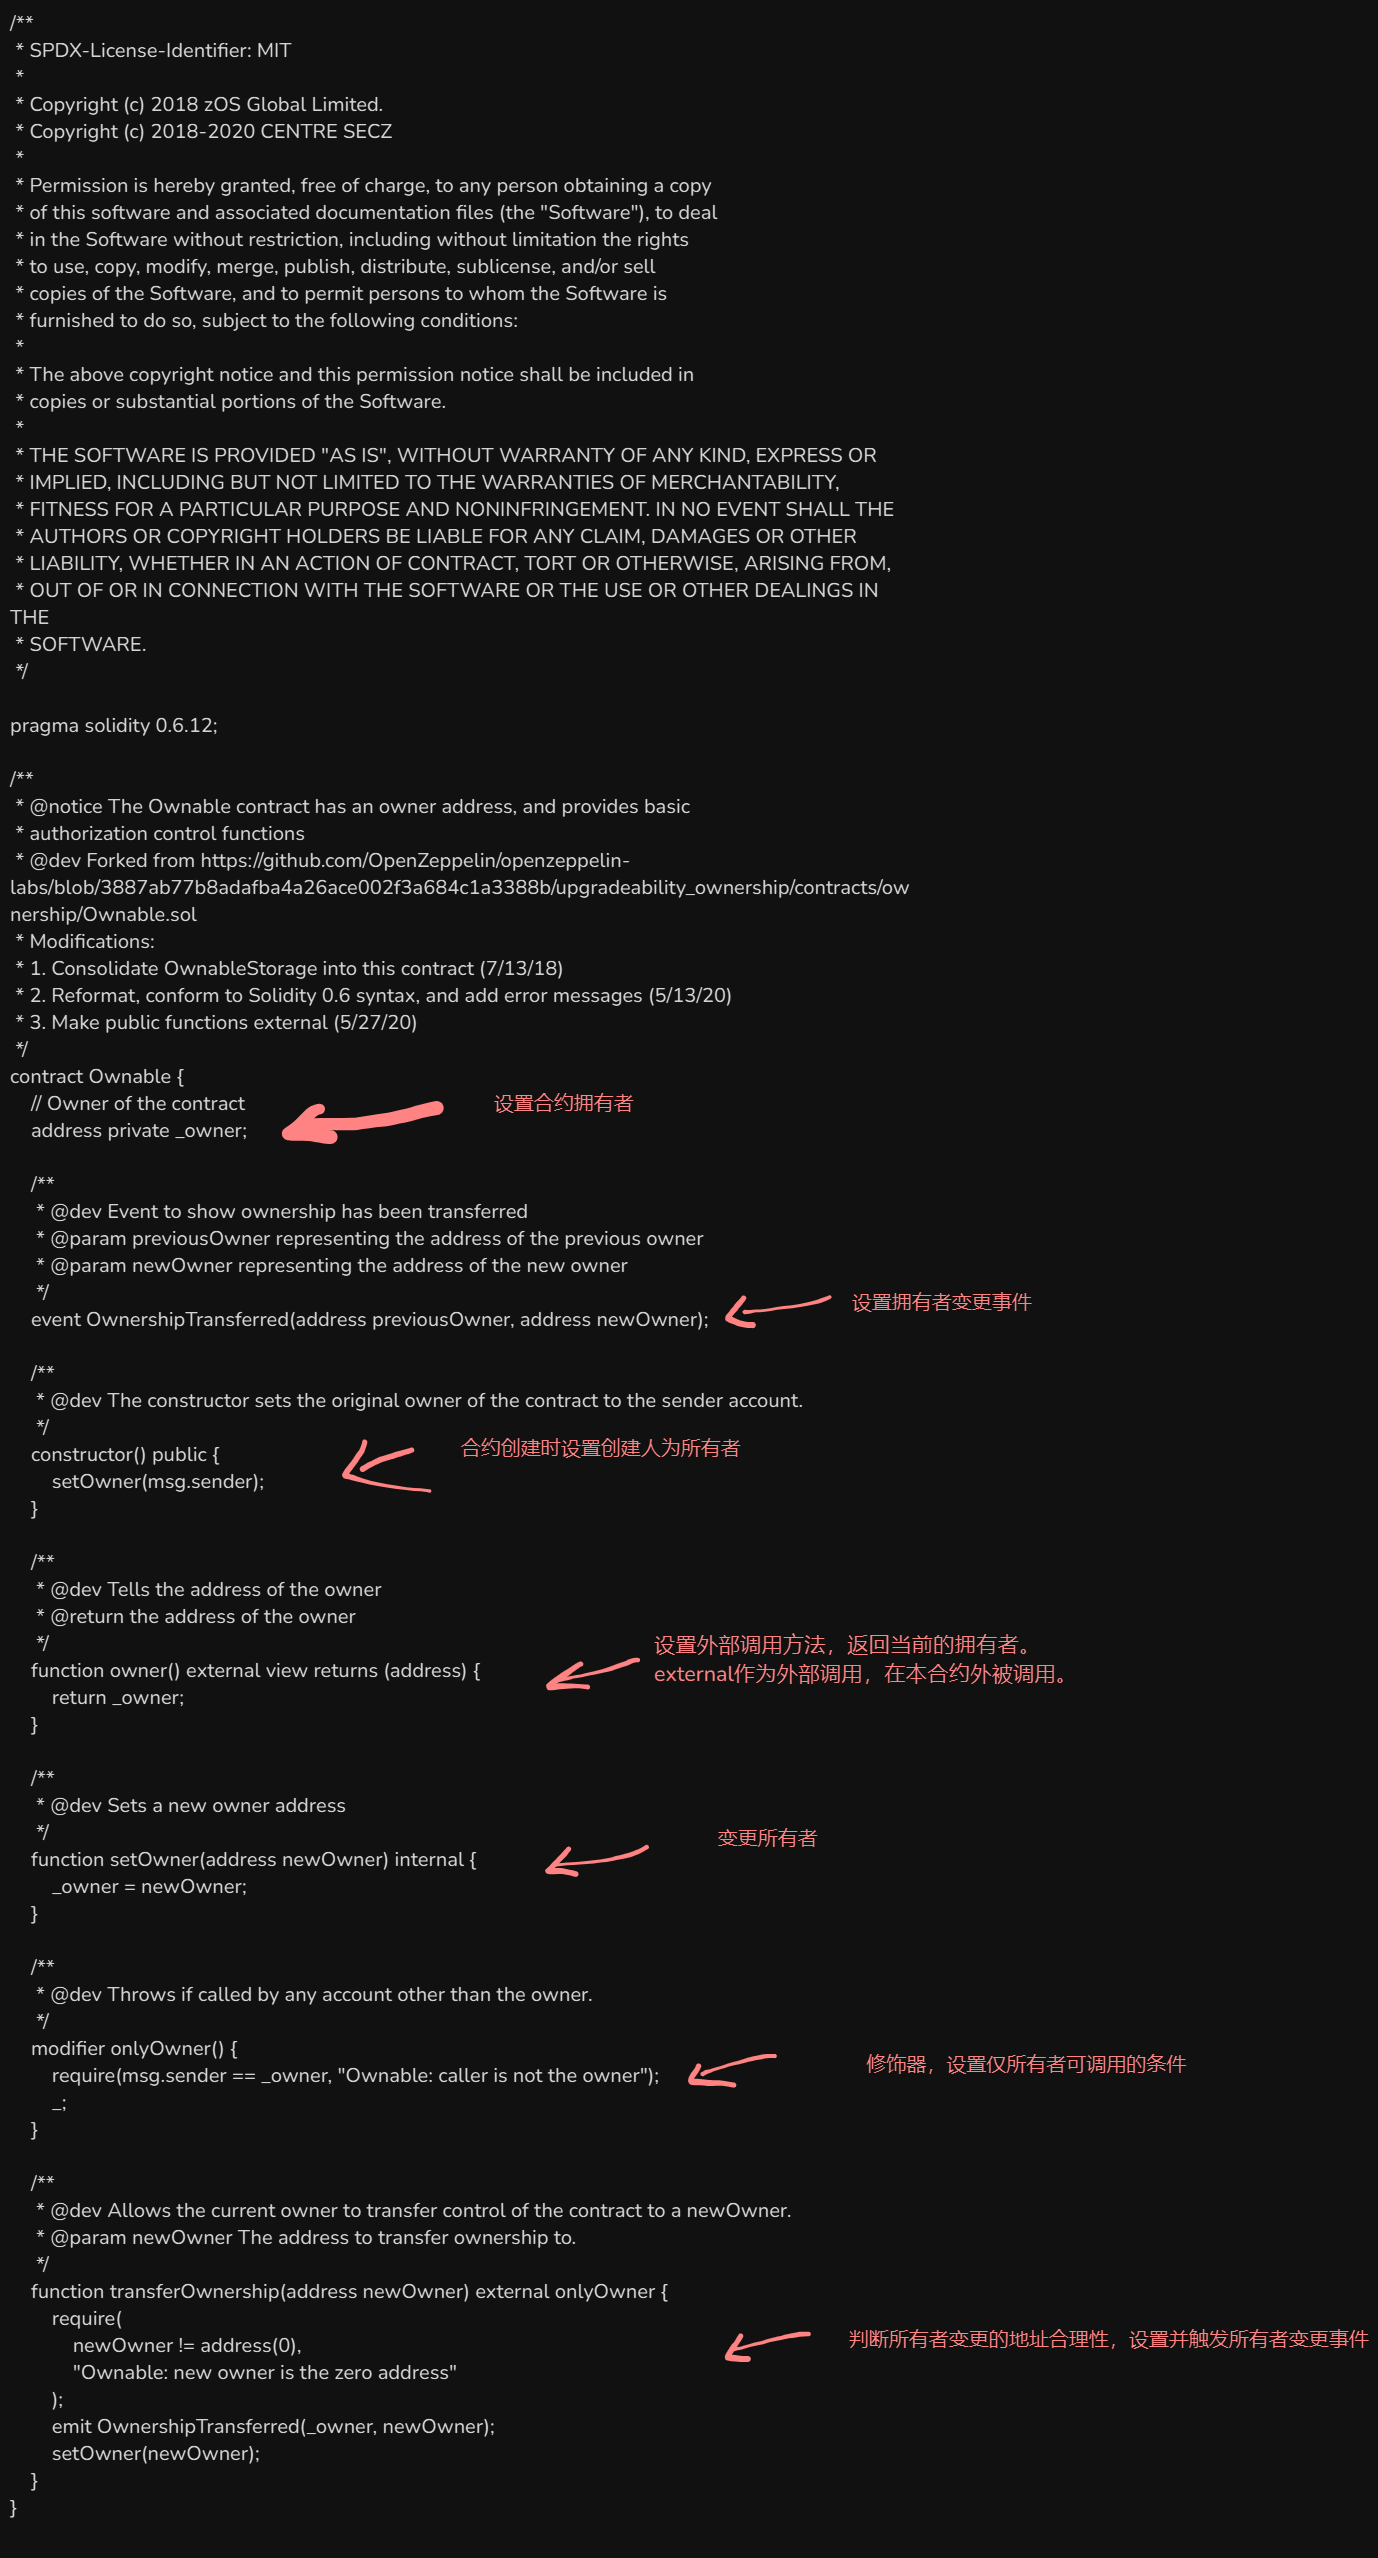 /**
 * SPDX-License-Identifier: MIT
 *
 * Copyright (c) 2018 zOS Global Limited.
 * Copyright (c) 2018-2020 CENTRE SECZ
 *
 * Permission is hereby granted, free of charge, to any person obtaining a copy
 * of this software and associated documentation files (the "Software"), to deal
 * in the Software without restriction, including without limitation the rights
 * to use, copy, modify, merge, publish, distribute, sublicense, and/or sell
 * copies of the Software, and to permit persons to whom the Software is
 * furnished to do so, subject to the following conditions:
 *
 * The above copyright notice and this permission notice shall be included in
 * copies or substantial portions of the Software.
 *
 * THE SOFTWARE IS PROVIDED "AS IS", WITHOUT WARRANTY OF ANY KIND, EXPRESS OR
 * IMPLIED, INCLUDING BUT NOT LIMITED TO THE WARRANTIES OF MERCHANTABILITY,
 * FITNESS FOR A PARTICULAR PURPOSE AND NONINFRINGEMENT. IN NO EVENT SHALL THE
 * AUTHORS OR COPYRIGHT HOLDERS BE LIABLE FOR ANY CLAIM, DAMAGES OR OTHER
 * LIABILITY, WHETHER IN AN ACTION OF CONTRACT, TORT OR OTHERWISE, ARISING FROM,
 * OUT OF OR IN CONNECTION WITH THE SOFTWARE OR THE USE OR OTHER DEALINGS IN
THE
 * SOFTWARE.
 */

pragma solidity 0.6.12;

/**
 * @notice The Ownable contract has an owner address, and provides basic
 * authorization control functions
 * @dev Forked from https://github.com/OpenZeppelin/openzeppelin-
labs/blob/3887ab77b8adafba4a26ace002f3a684c1a3388b/upgradeability_ownership/contracts/ow
nership/Ownable.sol
 * Modifications:
 * 1. Consolidate OwnableStorage into this contract (7/13/18)
 * 2. Reformat, conform to Solidity 0.6 syntax, and add error messages (5/13/20)
 * 3. Make public functions external (5/27/20)
 */
contract Ownable {
    // Owner of the contract
设置合约拥有者
    address private _owner;

    /**
     * @dev Event to show ownership has been transferred
     * @param previousOwner representing the address of the previous owner
     * @param newOwner representing the address of the new owner
     */
设置拥有者变更事件
    event OwnershipTransferred(address previousOwner, address newOwner);

    /**
     * @dev The constructor sets the original owner of the contract to the sender account.
     */
    constructor() public {
合约创建时设置创建人为所有者
        setOwner(msg.sender);
    }

    /**
     * @dev Tells the address of the owner
     * @return the address of the owner
     */
设置外部调用方法，返回当前的拥有者。
    function owner() external view returns (address) {
external作为外部调用，在本合约外被调用。
        return _owner;
    }

    /**
     * @dev Sets a new owner address
     */
变更所有者
    function setOwner(address newOwner) internal {
        _owner = newOwner;
    }

    /**
     * @dev Throws if called by any account other than the owner.
     */
    modifier onlyOwner() {
修饰器，设置仅所有者可调用的条件
        require(msg.sender == _owner, "Ownable: caller is not the owner");
        _;
    }

    /**
     * @dev Allows the current owner to transfer control of the contract to a newOwner.
     * @param newOwner The address to transfer ownership to.
     */
    function transferOwnership(address newOwner) external onlyOwner {
        require(
            newOwner != address(0),
判断所有者变更的地址合理性，设置并触发所有者变更事件
            "Ownable: new owner is the zero address"
        );
        emit OwnershipTransferred(_owner, newOwner);
        setOwner(newOwner);
    }
}